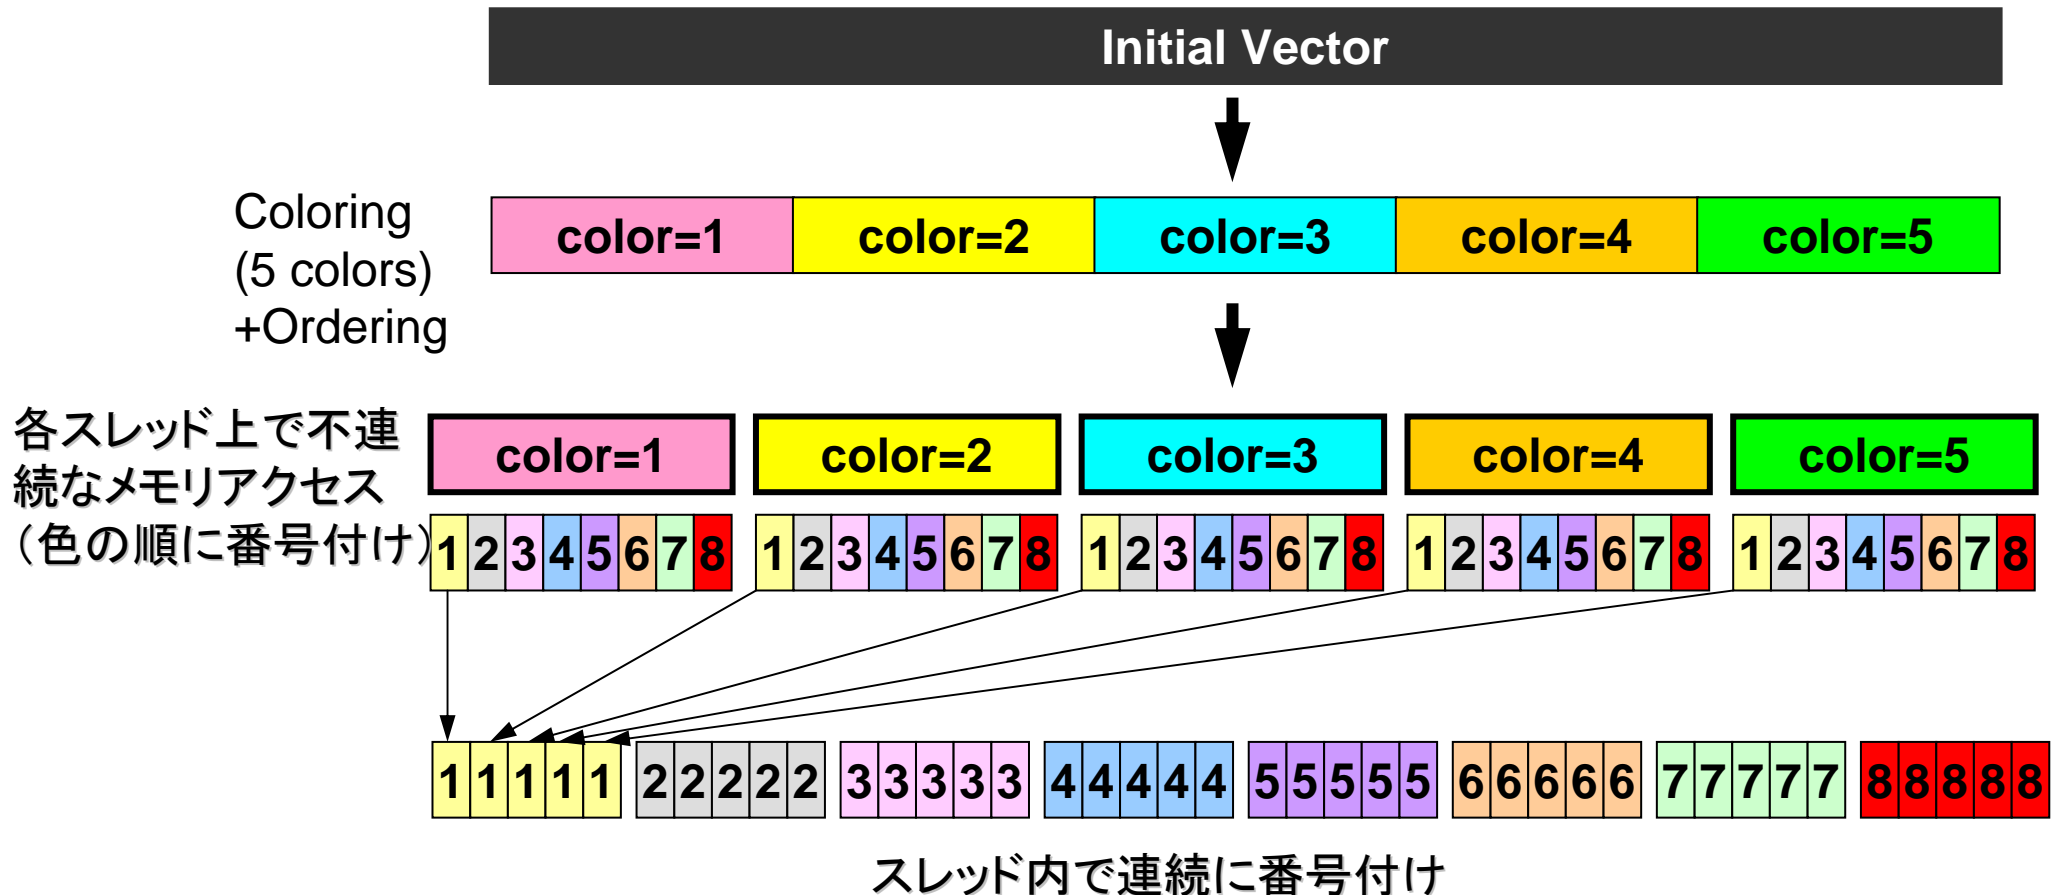 Initial Vector
Coloring
(5 colors)
+Ordering
color=1 color=2 color=3 color=4 color=5
各スレッド上で不連
続なメモリアクセス
（色の順に番号付け）
color=1 color=2 color=3 color=4 color=5
1 2 3 4 5 6 7 8 1 2 3 4 5 6 7 8 1 2 3 4 5 6 7 8 1 2 3 4 5 6 7 8 1 2 3 4 5 6 7 8
1 1 1 1 1 2 2 2 2 2 3 3 3 3 3 4 4 4 4 4 5 5 5 5 5 6 6 6 6 6 7 7 7 7 7 8 8 8 8 8
スレッド内で連続に番号付け